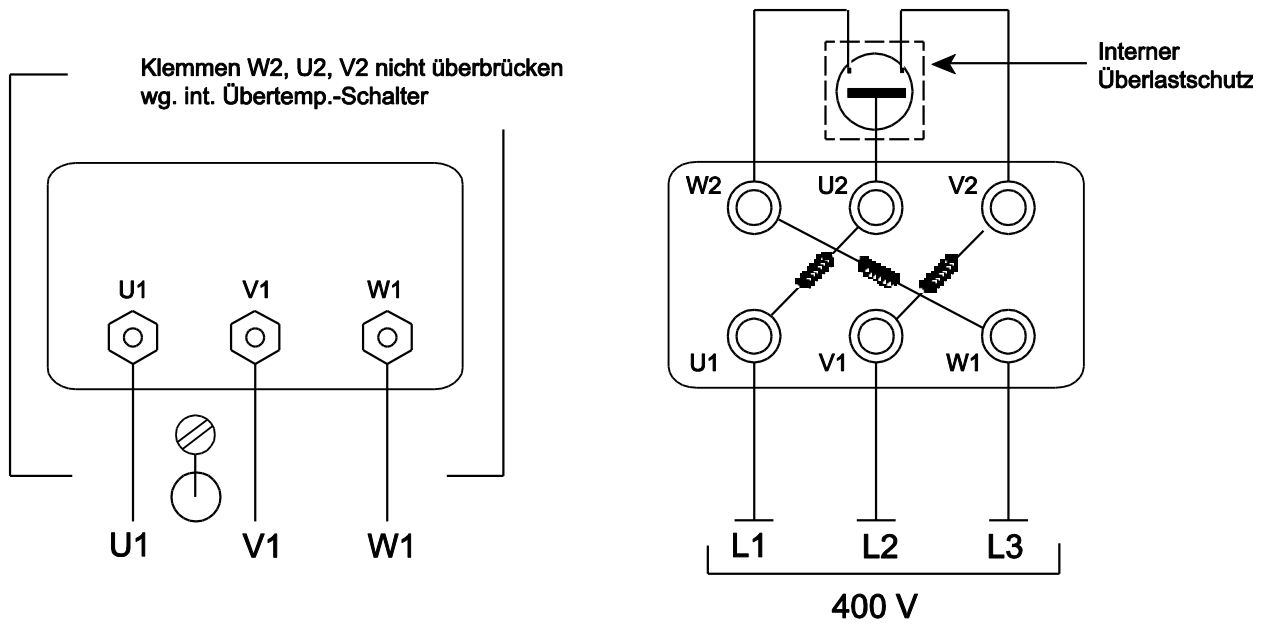 Klemmen W2, U2, V2 nicht überbrücken
wg. int. Übertemp.-Schalter
U1 V1 W1
U1 V1 W1
Interner
Überlastschutz
W2 U2 V2
U1 V1 W1
L1 L2 L3
400 V